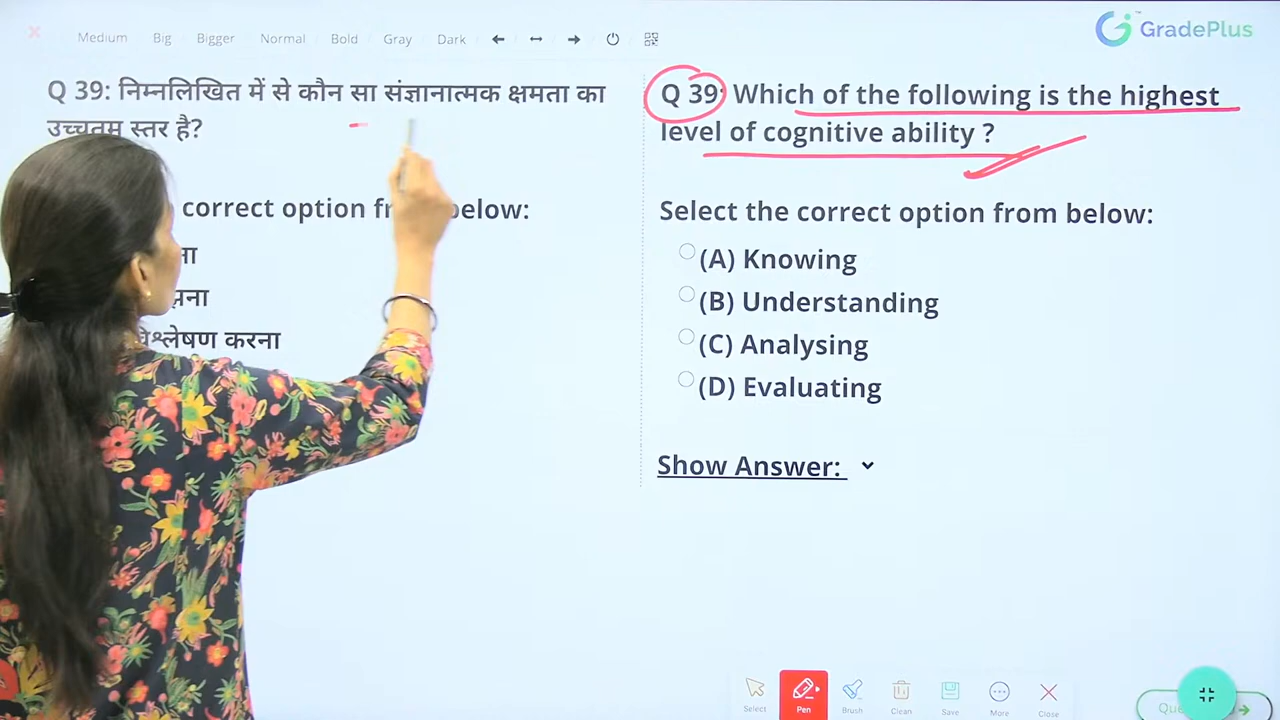 Medium Big Bigger Normal Bold Gray Dark
GradePlus
Q 39: निम्नलिखित में से कौन सा संज्ञानात्मक क्षमता का
उच्चतम स्तर है?
correct option below:
विश्लेषण करना
Q 39: Which of the following is the highest
level of cognitive ability ?
Select the correct option from below:
(A) Knowing
(B) Understanding
(C) Analysing
(D) Evaluating
Show Answer:
Select Pen Brush Clean Save More Close